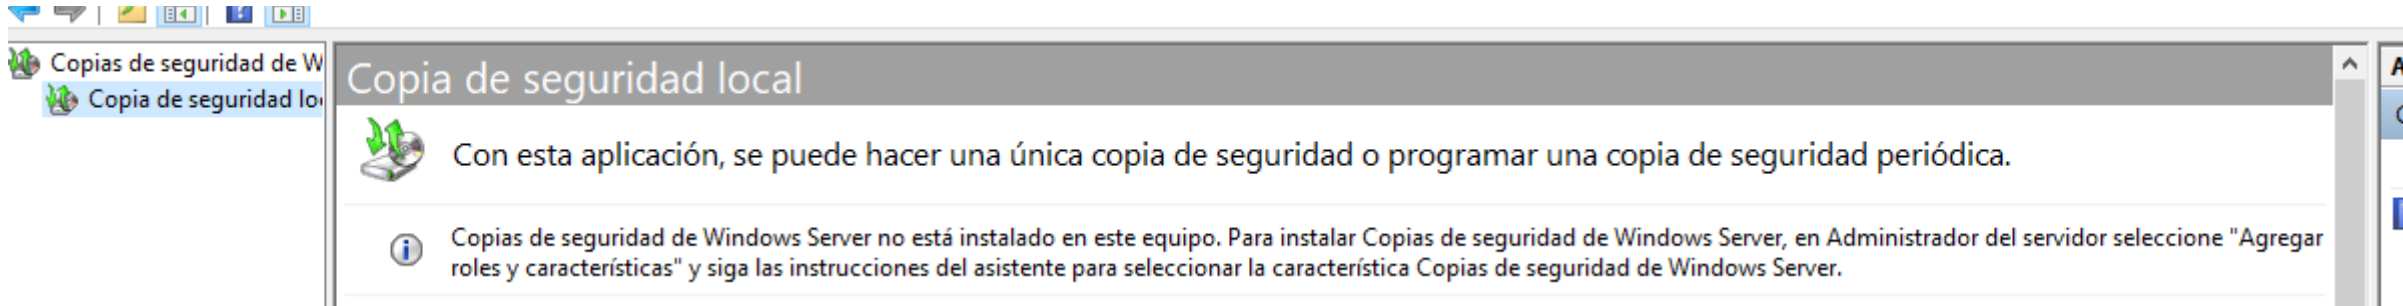 Copias de seguridad de W
Copia de seguridad lo
Copia de seguridad local
Con esta aplicación, se puede hacer una única copia de seguridad o programar una copia de seguridad periódica.
Copias de seguridad de Windows Server no está instalado en este equipo. Para instalar Copias de seguridad de Windows Server, en Administrador del servidor seleccione "Agregar
roles y características" y siga las instrucciones del asistente para seleccionar la característica Copias de seguridad de Windows Server.